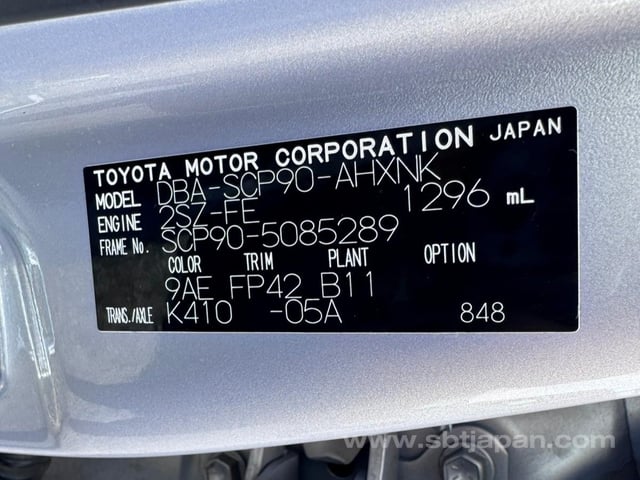 TOYOTA MOTOR CORPORATION JAPAN
MODEL DBA-SCP90-AHXNK
ENGINE 2SZ-FE 1296 mL
FRAME No. SCP90-5085289
COLOR TRIM PLANT OPTION
9AE FP42 B11
TRANS./AXLE K410 -05A 848
www.sbtjapan.com